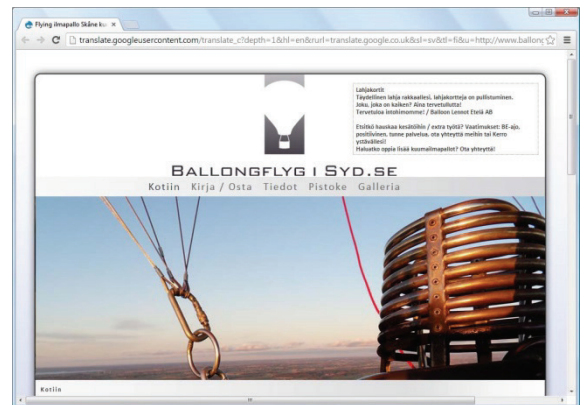 Flying ilmapallo Skåne ku
translate.googleusercontent.com/translate_c?depth=1&hl=en&rurl=translate.google.co.uk&sl=sv&tl=fi&u=http://www.ballong
Lahjakortit
Täydellinen lahja rakkaallesi. lahjakortteja on pullistuminen.
Joku, joka on kaiken? Aina tervetullutta!
Tervetuloa intohimomme! / Balloon Lennot Etelä AB
Etsitkö hauskaa kesätöihin / extra työtä? Vaatimukset: BE-ajo,
positiivinen, tunne palvelua, ota yhteyttä meihin tai Kerro
ystävällesi!
Haluatko oppia lisää kuumailmapallot? Ota yhteyttä!
BALLONGFLYG I SYD.SE
Kotiin Kirja / Osta Tiedot Pistoke Galleria
Kotiin